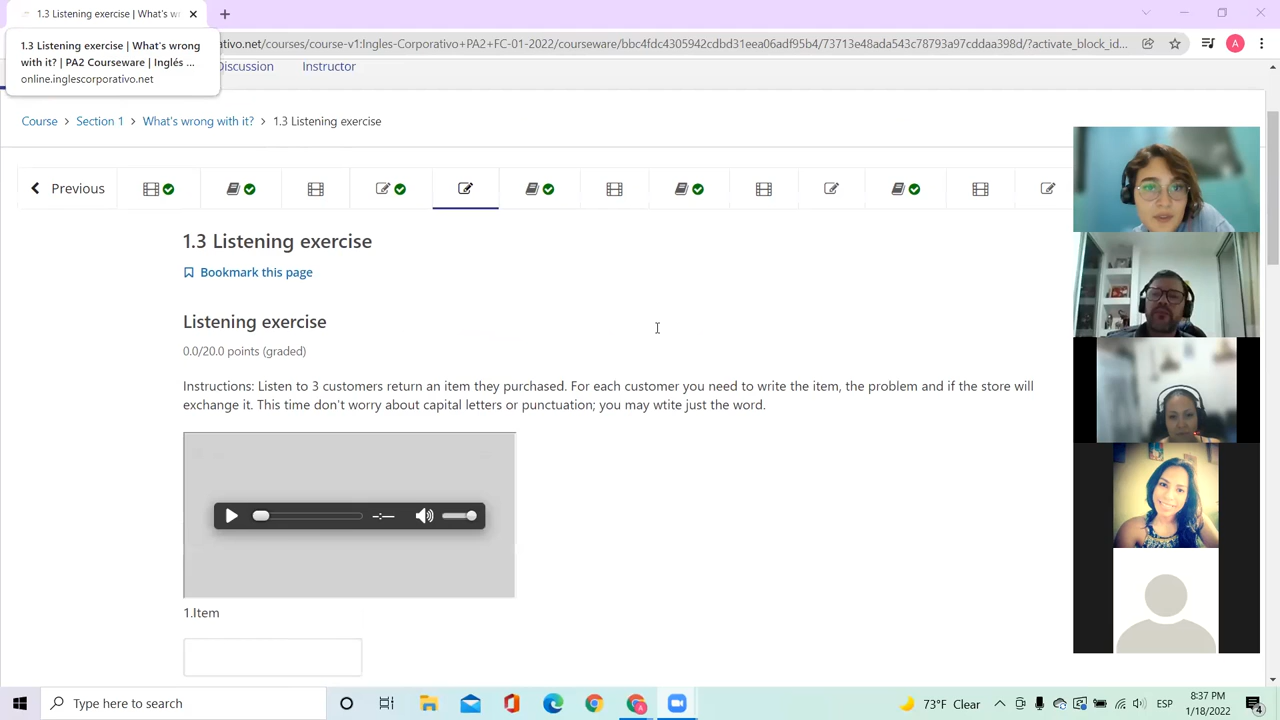 1.3 Listening exercise | What's wr
1.3 Listening exercise | What's wrong
with it? | PA2 Courseware | Inglés ...
online.inglescorporativo.net
ativo.net/courses/course-v1:Ingles-Corporativo+PA2+FC-01-2022/courseware/bbc4fdc4305942cdbd31eea06adf95b4/73713e48ada543c78793a97cddaa398d/?activate_block_id...
A
Discussion
Instructor
Course > Section 1 > What's wrong with it? > 1.3 Listening exercise
Previous
1.3 Listening exercise
Bookmark this page
Listening exercise
0.0/20.0 points (graded)
Instructions: Listen to 3 customers return an item they purchased. For each customer you need to write the item, the problem and if the store will
exchange it. This time don't worry about capital letters or punctuation; you may wtite just the word.
-:--
1.Item
Type here to search
A
73°F Clear
ESP
8:37 PM
1/18/2022
4